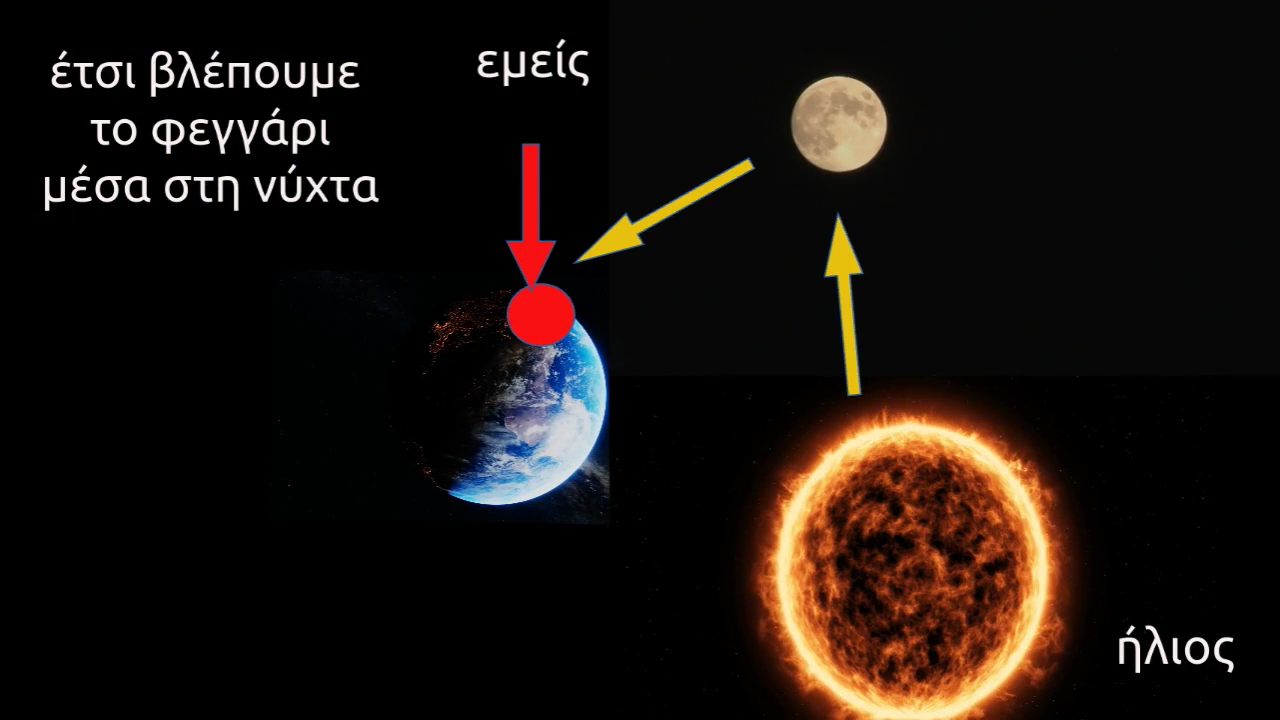 έτσι βλέπουμε
το φεγγάρι
μέσα στη νύχτα
εμείς
ήλιος